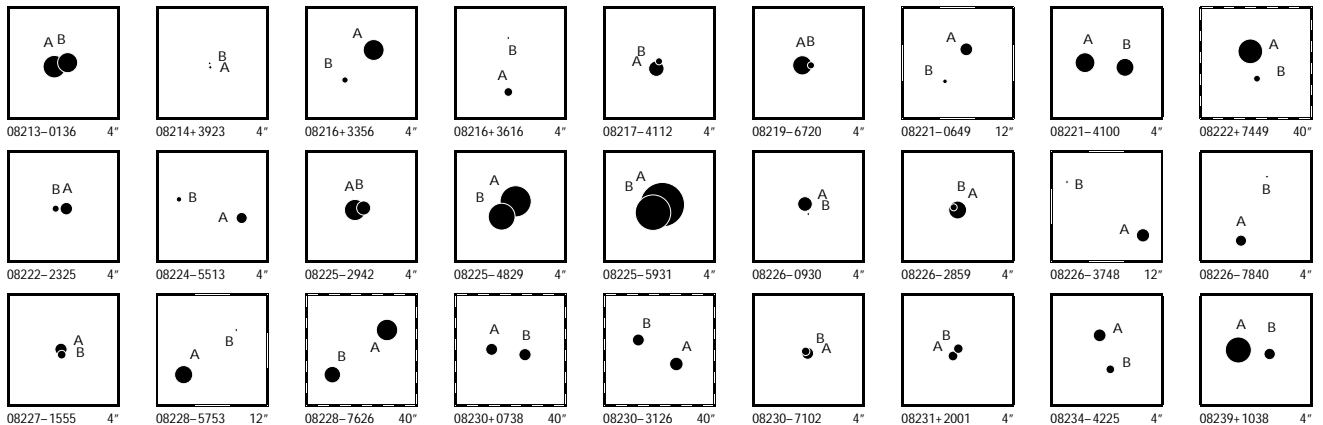 A B A B A B A B A B A B A B A B A B
08213−0136 4″ 08214+3923 4″ 08216+3356 4″ 08216+3616 4″ 08217−4112 4″ 08219−6720 4″ 08221−0649 12″ 08221−4100 4″ 08222+7449 40″
B A A B A B A B A B A B A B A B A B
08222−2325 4″ 08224−5513 4″ 08225−2942 4″ 08225−4829 4″ 08225−5931 4″ 08226−0930 4″ 08226−2859 4″ 08226−3748 12″ 08226−7840 4″
A B A B A B A B A B A B A B A B A B
08227−1555 4″ 08228−5753 12″ 08228−7626 40″ 08230+0738 40″ 08230−3126 40″ 08230−7102 4″ 08231+2001 4″ 08234−4225 4″ 08239+1038 4″